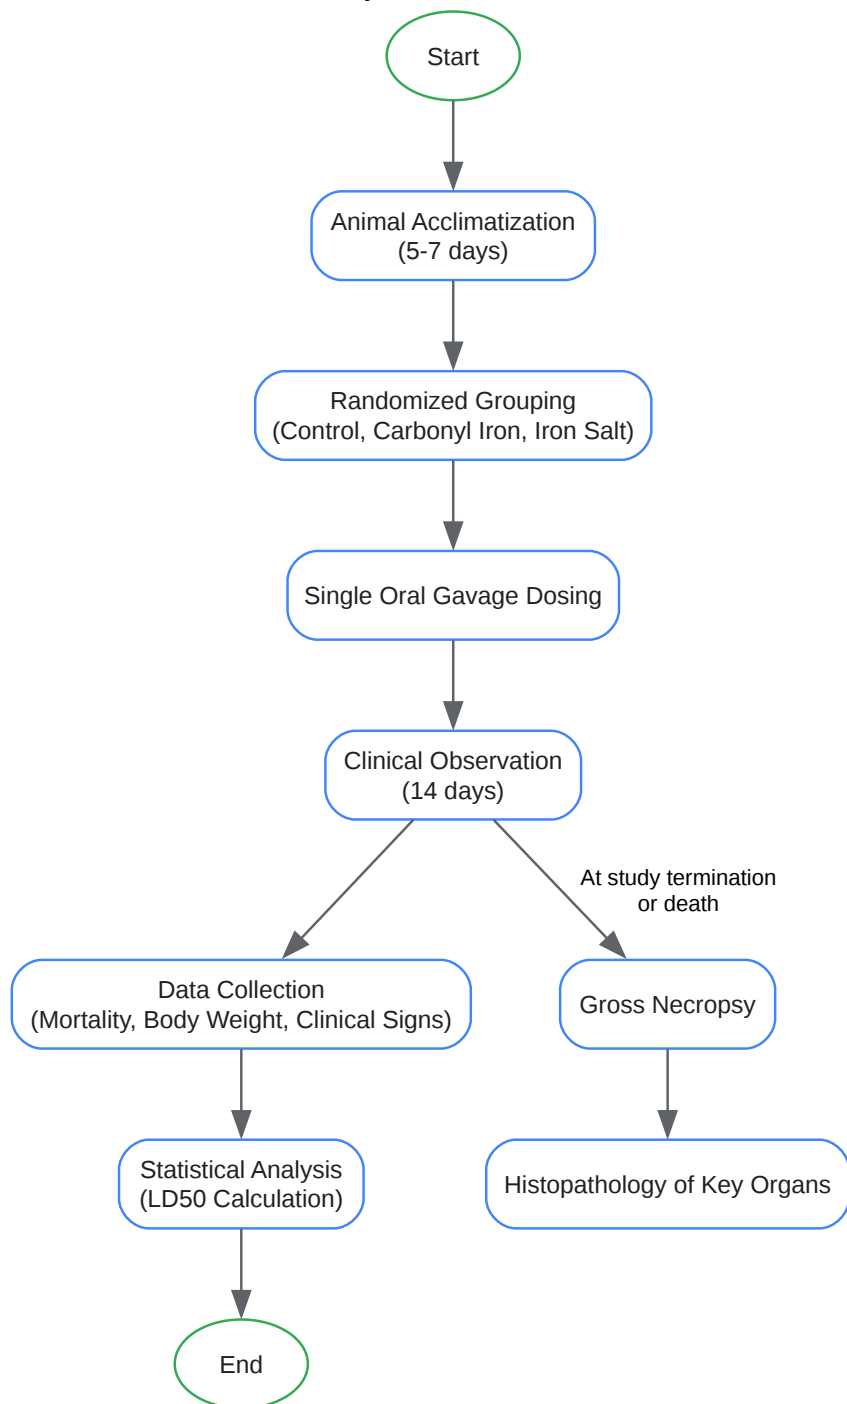 Start
Animal Acclimatization
(5-7 days)
Randomized Grouping
(Control, Carbonyl Iron, Iron Salt)
Single Oral Gavage Dosing
Clinical Observation
(14 days)
At study termination
or death
Data Collection
(Mortality, Body Weight, Clinical Signs)
Gross Necropsy
Statistical Analysis
(LD50 Calculation)
Histopathology of Key Organs
End